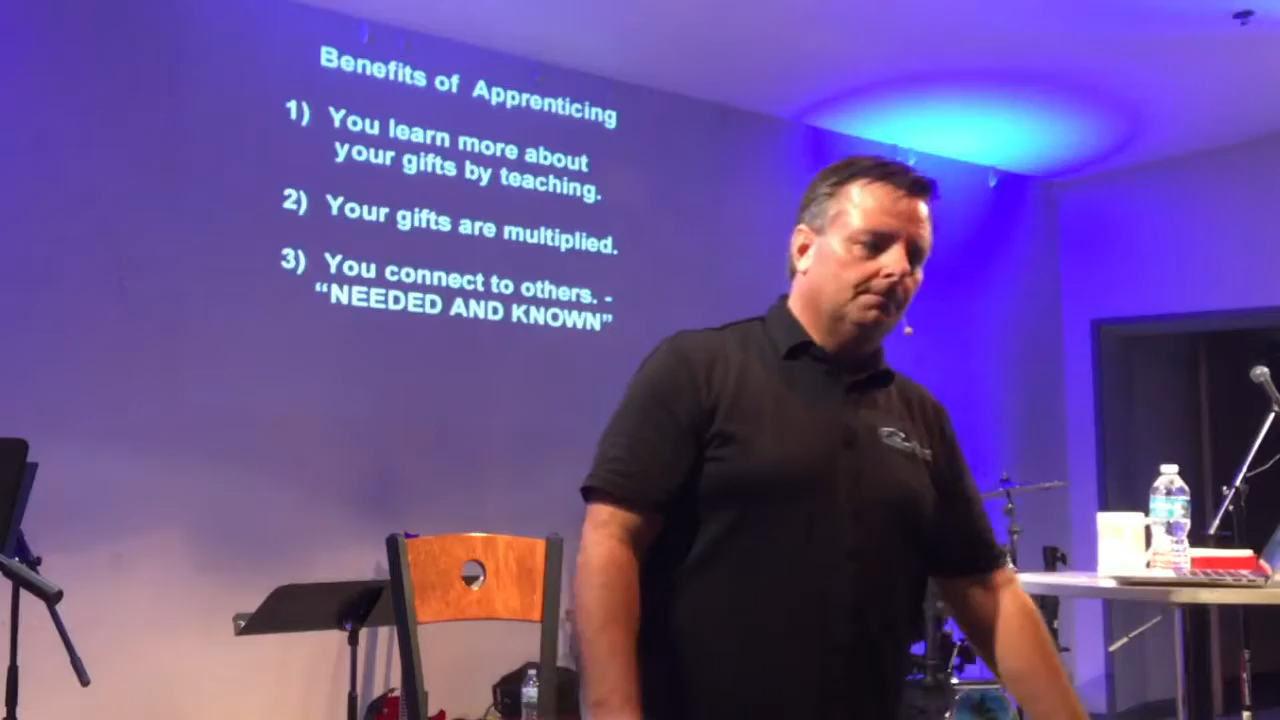 Benefits of Apprenticing
1) You learn more about
your gifts by teaching.
2) Your gifts are multiplied.
3) You connect to others. -
“NEEDED AND KNOWN”